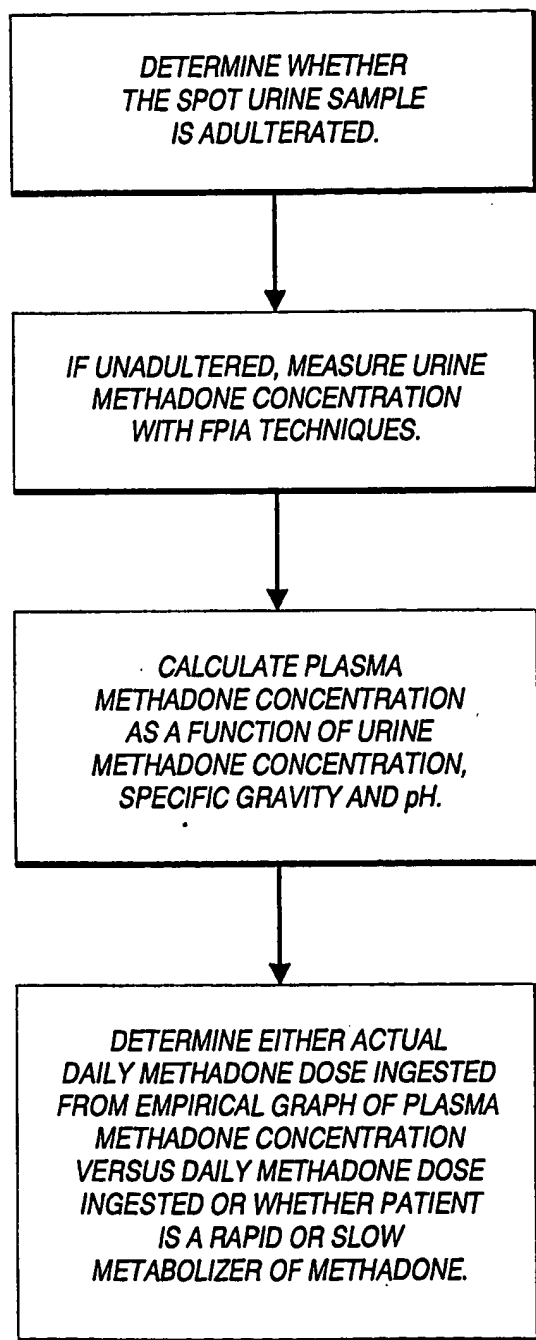 DETERMINE WHETHER
THE SPOT URINE SAMPLE
IS ADULTERATED.
IF UNADULTERED, MEASURE URINE
METHADONE CONCENTRATION
WITH FPIA TECHNIQUES.
CALCULATE PLASMA
METHADONE CONCENTRATION
AS A FUNCTION OF URINE
METHADONE CONCENTRATION,
SPECIFIC GRAVITY AND pH.
DETERMINE EITHER ACTUAL
DAILY METHADONE DOSE INGESTED
FROM EMPIRICAL GRAPH OF PLASMA
METHADONE CONCENTRATION
VERSUS DAILY METHADONE DOSE
INGESTED OR WHETHER PATIENT
IS A RAPID OR SLOW
METABOLIZER OF METHADONE.